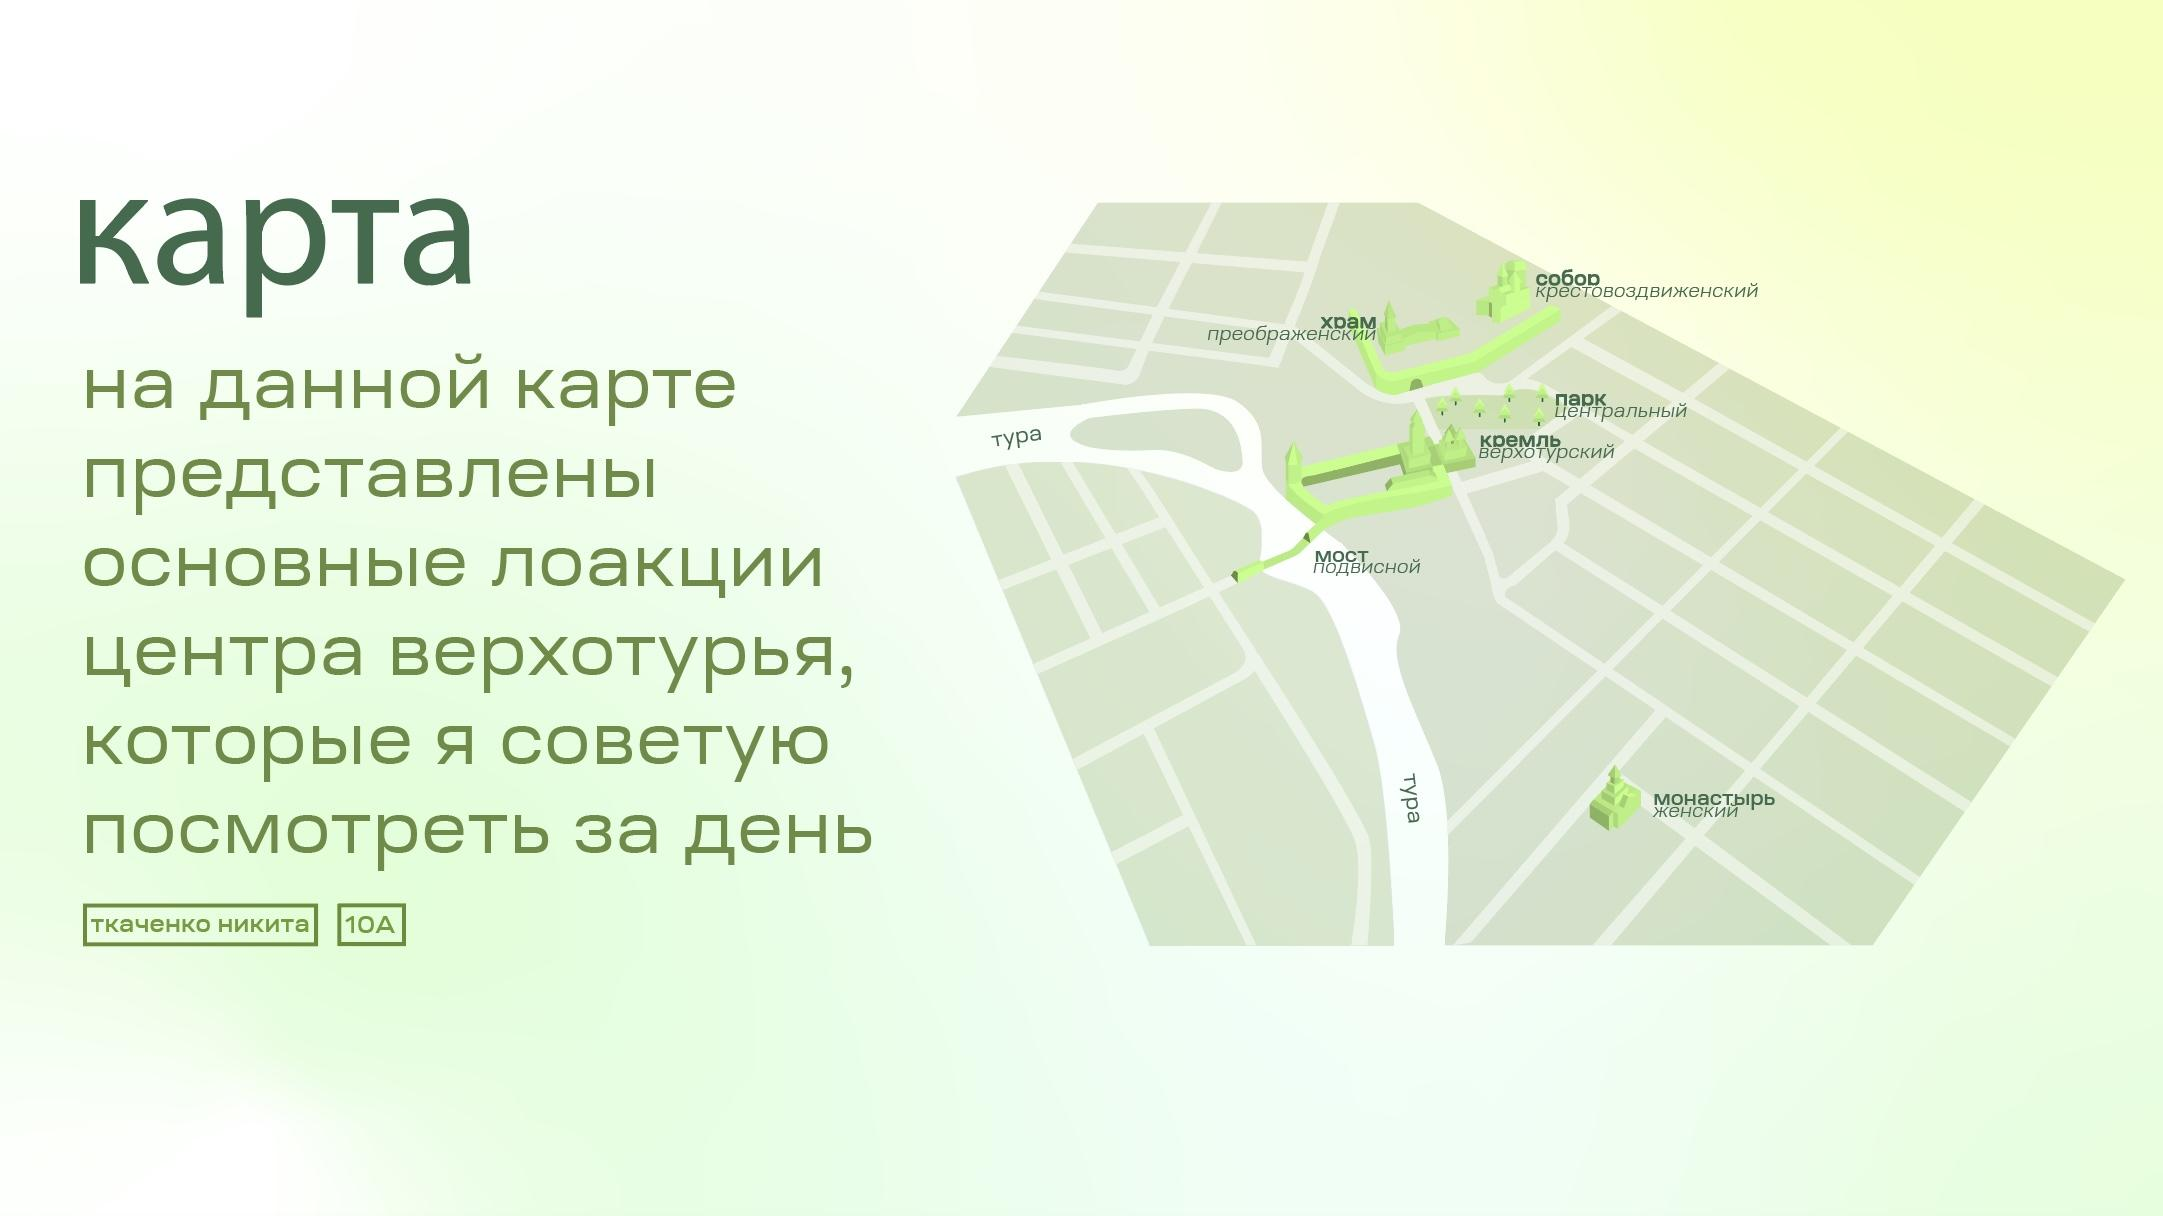 карта
на данной карте
представлены
основные лоакции
центра верхотурья,
которые я советую
посмотреть за день
ткаченко никита
10А
собор
крестовоздвиженский
храм
преображенский
парк
центральный
тура
кремль
верхотурский
мост
подвисной
тура
монастырь
женский